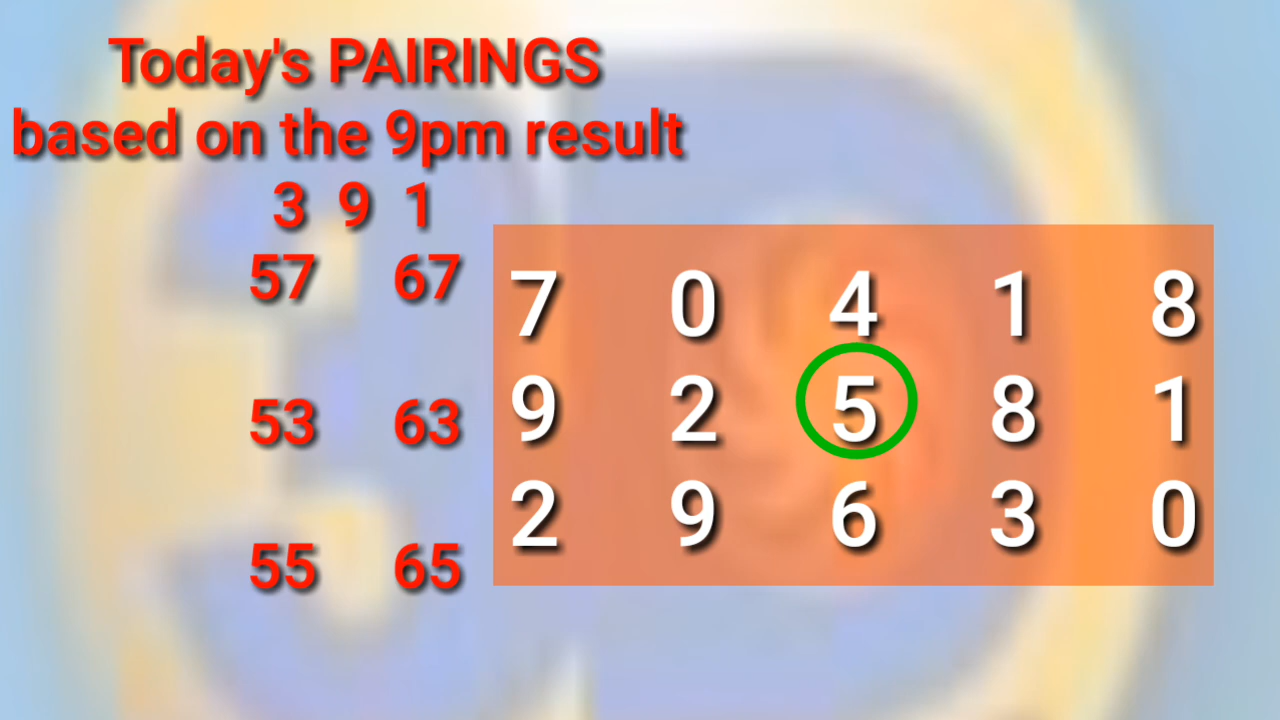 Today's PAIRINGS
based on the 9pm result
3 9 1
57 67
53 63
55 65
7 0 4 1 8
9 2 5 8 1
2 9 6 3 0